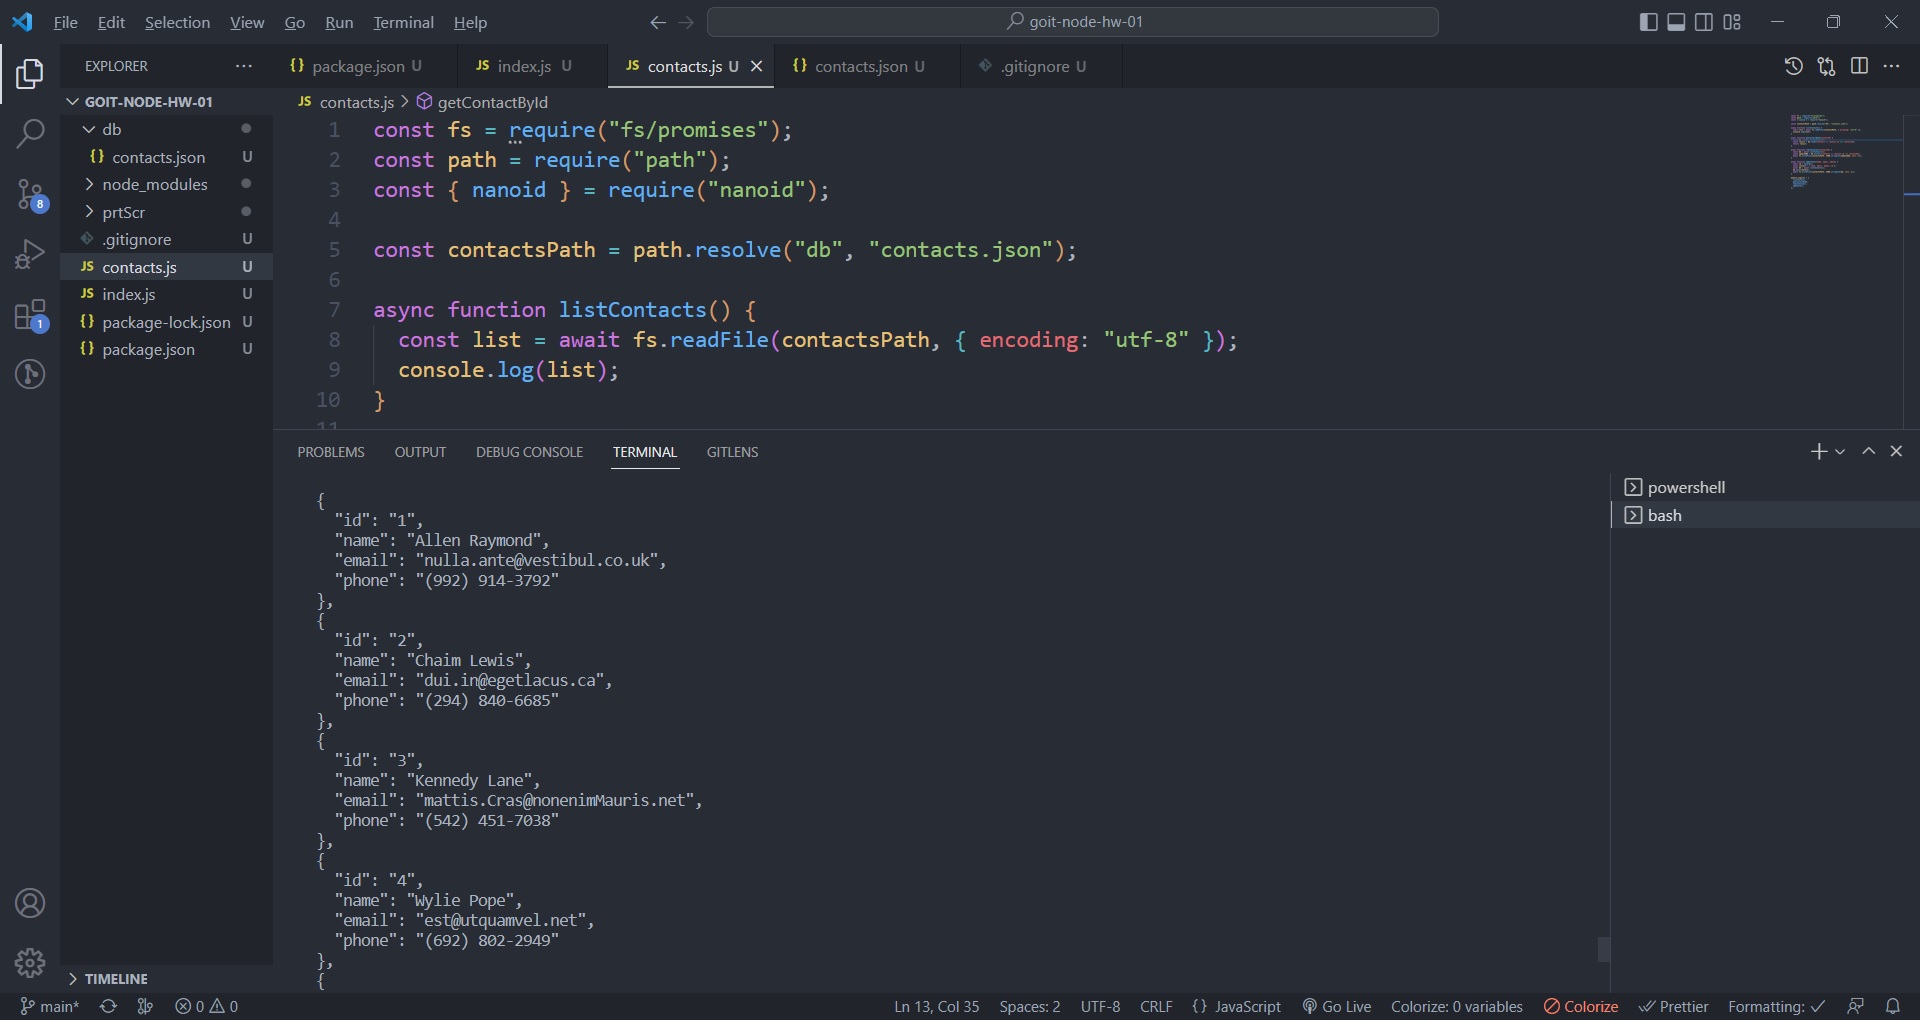 File Edit Selection View Go Run Terminal Help
goit-node-hw-01
EXPLORER ...
{} package.json U
JS index.js U
JS contacts.js U
{} contacts.json U
.gitignore U
GOIT-NODE-HW-01
db
{} contacts.json U
node_modules
prtScr
.gitignore U
JS contacts.js U
JS index.js U
{} package-lock.json U
{} package.json U
8
1
TIMELINE
JS contacts.js > getContactById
1 const fs = require("fs/promises");
2 const path = require("path");
3 const { nanoid } = require("nanoid");
4
5 const contactsPath = path.resolve("db", "contacts.json");
6
7 async function listContacts() {
8 const list = await fs.readFile(contactsPath, { encoding: "utf-8" });
9 console.log(list);
10 }
11
PROBLEMS OUTPUT DEBUG CONSOLE TERMINAL GITLENS
{
"id": "1",
"name": "Allen Raymond",
"email": "nulla.ante@vestibul.co.uk",
"phone": "(992) 914-3792"
},
{
"id": "2",
"name": "Chaim Lewis",
"email": "dui.in@egetlacus.ca",
"phone": "(294) 840-6685"
},
{
"id": "3",
"name": "Kennedy Lane",
"email": "mattis.Cras@nonenimMauris.net",
"phone": "(542) 451-7038"
},
{
"id": "4",
"name": "Wylie Pope",
"email": "est@utquamvel.net",
"phone": "(692) 802-2949"
},
{
powershell
bash
main* 0 0 Ln 13, Col 35 Spaces: 2 UTF-8 CRLF {} JavaScript Go Live Colorize: 0 variables Colorize Prettier Formatting: ✓